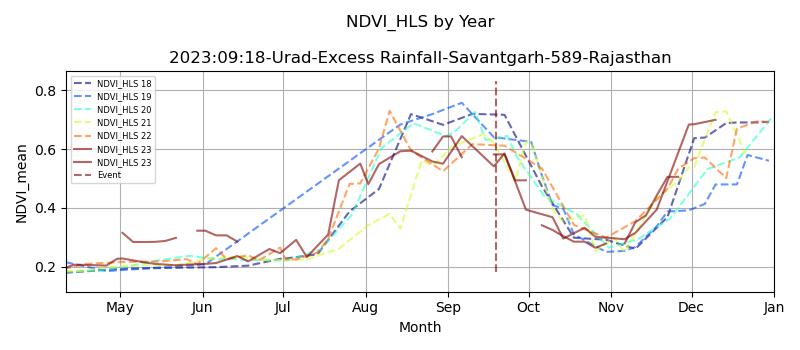 NDVI_HLS by Year
2023:09:18-Urad-Excess Rainfall-Savantgarh-589-Rajasthan
NDVI_HLS 18
NDVI_HLS 19
NDVI_HLS 20
NDVI_HLS 21
NDVI_HLS 22
NDVI_HLS 23
NDVI_HLS 23
Event
NDVI_mean
0.8
0.6
0.4
0.2
May Jun Jul Aug Sep Oct Nov Dec Jan
Month